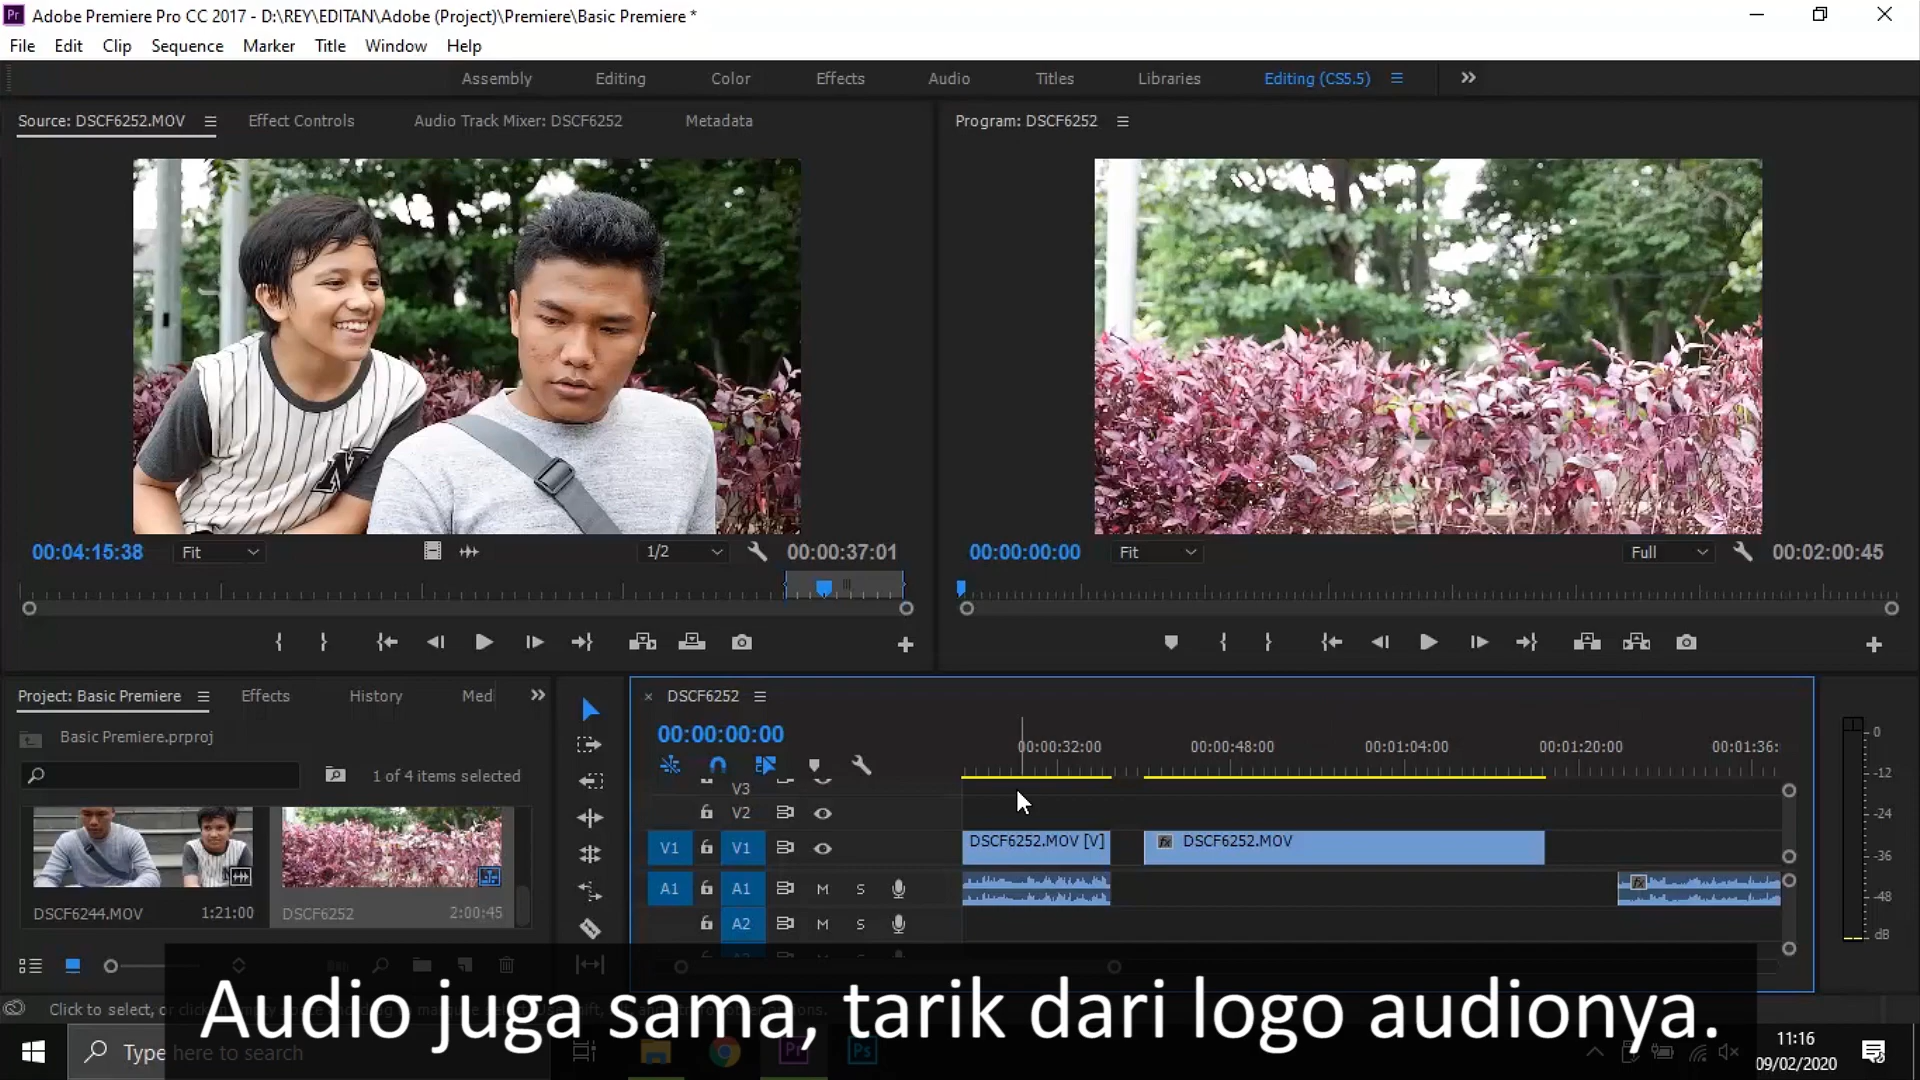 Adobe Premiere Pro CC 2017 - D:\REY\EDITAN\Adobe (Project)\Premiere\Basic Premiere *
File Edit Clip Sequence Marker Title Window Help
Assembly Editing Color Effects Audio Titles Libraries Editing (CS5.5)
Source: DSCF6252.MOV Effect Controls Audio Track Mixer: DSCF6252 Metadata
Program: DSCF6252
00:04:15:38 Fit 1/2 00:00:37:01
00:00:00:00 Fit Full 00:02:00:45
Project: Basic Premiere Effects History Med
Basic Premiere.prproj
1 of 4 items selected
DSCF6244.MOV 1:21:00
DSCF6252 2:00:45
DSCF6252
00:00:00:00
00:00:32:00 00:00:48:00 00:01:04:00 00:01:20:00 00:01:36:
V3
V2
V1 V1 DSCF6252.MOV [V] DSCF6252.MOV
A1 A1 M S
A2 M S
0
-12
-24
-36
-48
dB
Click to select, or click
Audio juga sama, tarik dari logo audionya.
Type here to search
11:16
09/02/2020